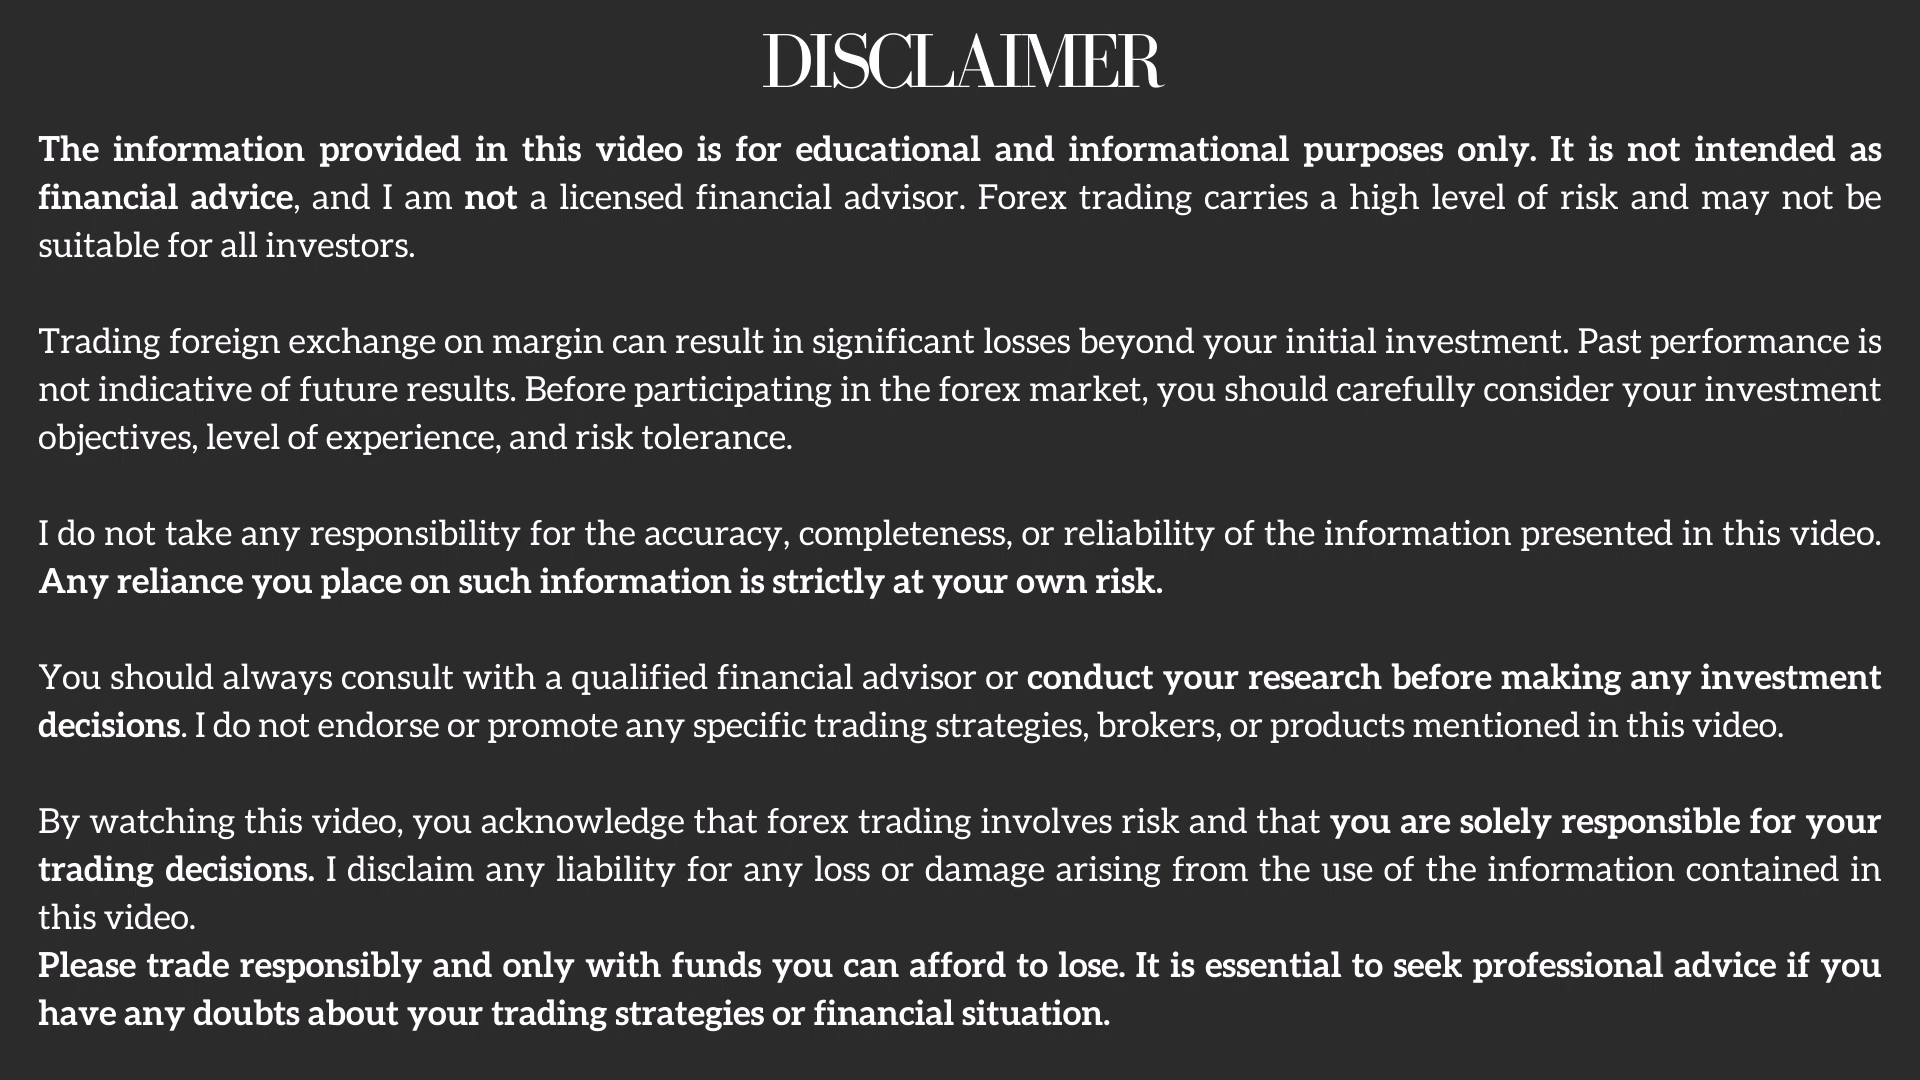 DISCLAIMER
The information provided in this video is for educational and informational purposes only. It is not intended as
financial advice, and I am not a licensed financial advisor. Forex trading carries a high level of risk and may not be
suitable for all investors.
Trading foreign exchange on margin can result in significant losses beyond your initial investment. Past performance is
not indicative of future results. Before participating in the forex market, you should carefully consider your investment
objectives, level of experience, and risk tolerance.
I do not take any responsibility for the accuracy, completeness, or reliability of the information presented in this video.
Any reliance you place on such information is strictly at your own risk.
You should always consult with a qualified financial advisor or conduct your research before making any investment
decisions. I do not endorse or promote any specific trading strategies, brokers, or products mentioned in this video.
By watching this video, you acknowledge that forex trading involves risk and that you are solely responsible for your
trading decisions. I disclaim any liability for any loss or damage arising from the use of the information contained in
this video.
Please trade responsibly and only with funds you can afford to lose. It is essential to seek professional advice if you
have any doubts about your trading strategies or financial situation.